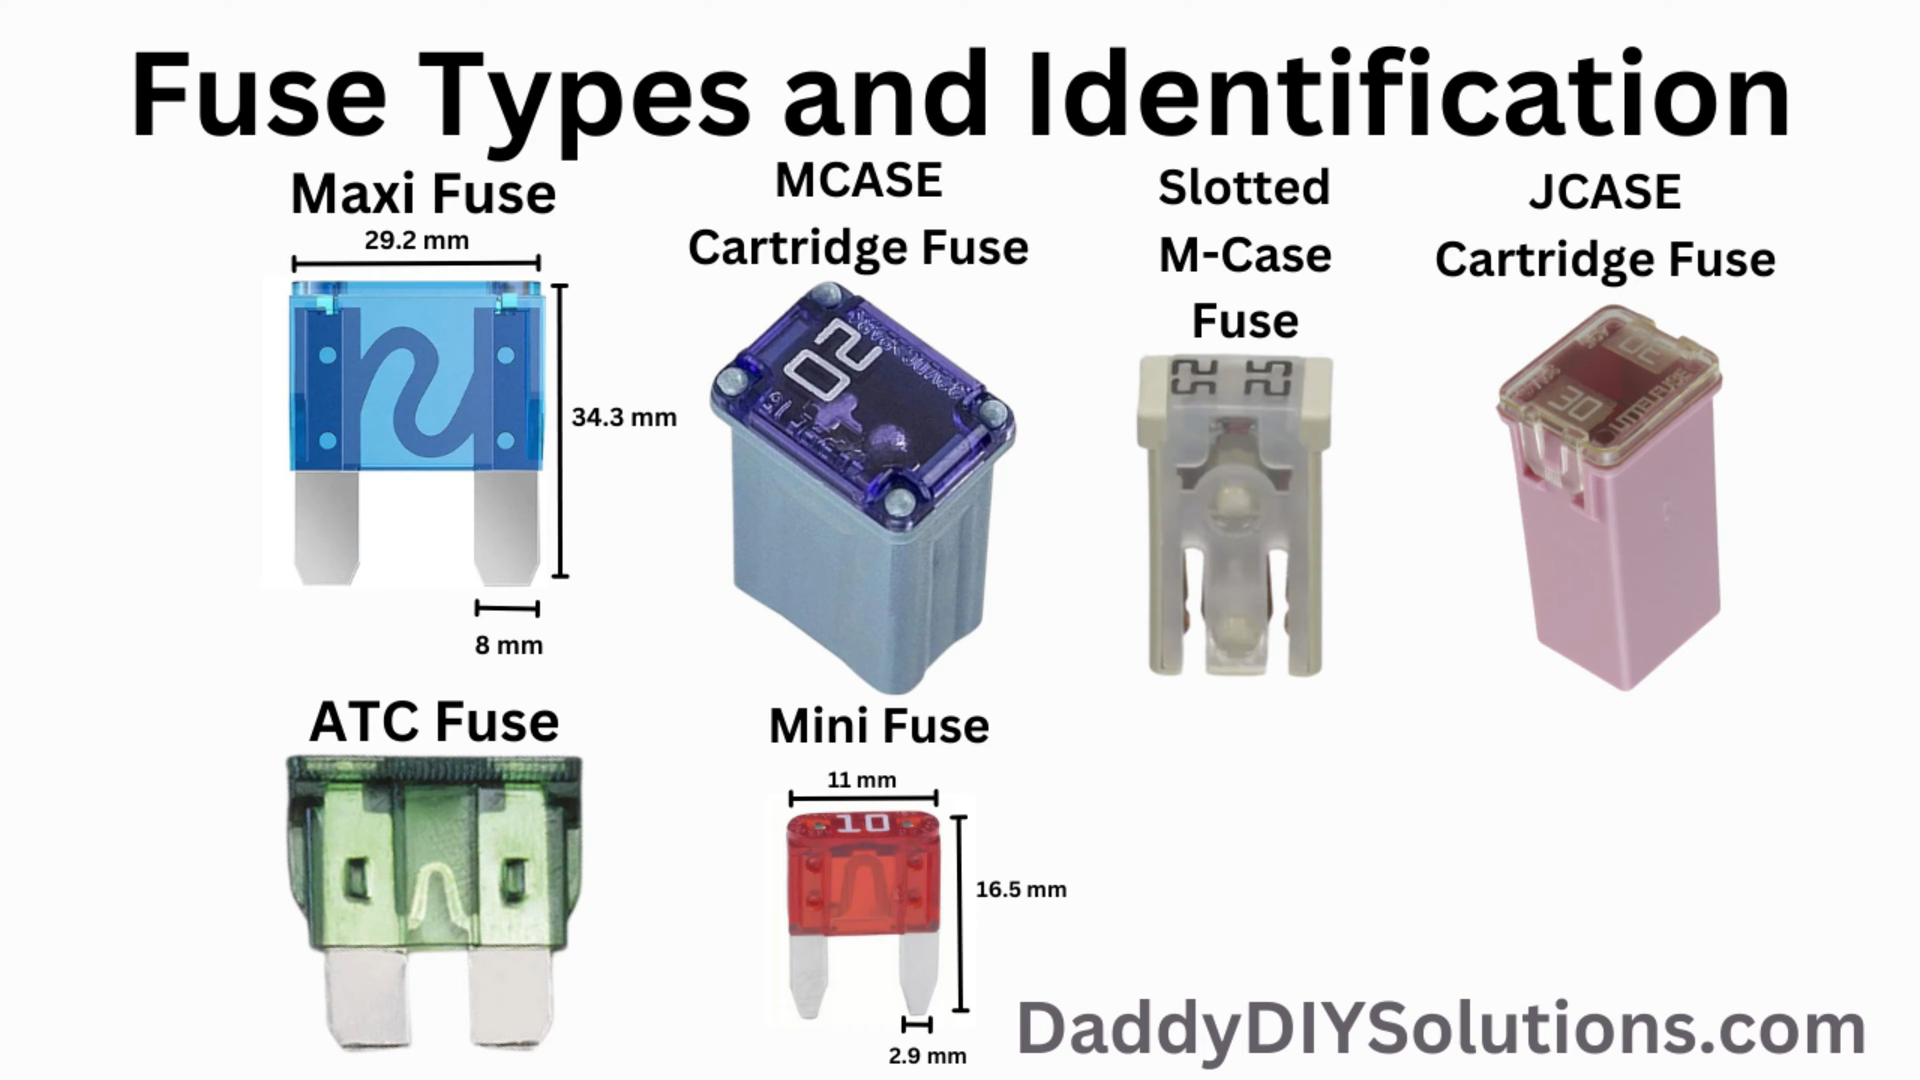 Fuse Types and Identification
Maxi Fuse
29.2 mm
34.3 mm
8 mm
MCASE
Cartridge Fuse
20
Slotted
M-Case
Fuse
25 25
JCASE
Cartridge Fuse
30
30
LITTELFUSE
ATC Fuse
Mini Fuse
11 mm
10
16.5 mm
2.9 mm
DaddyDIYSolutions.com